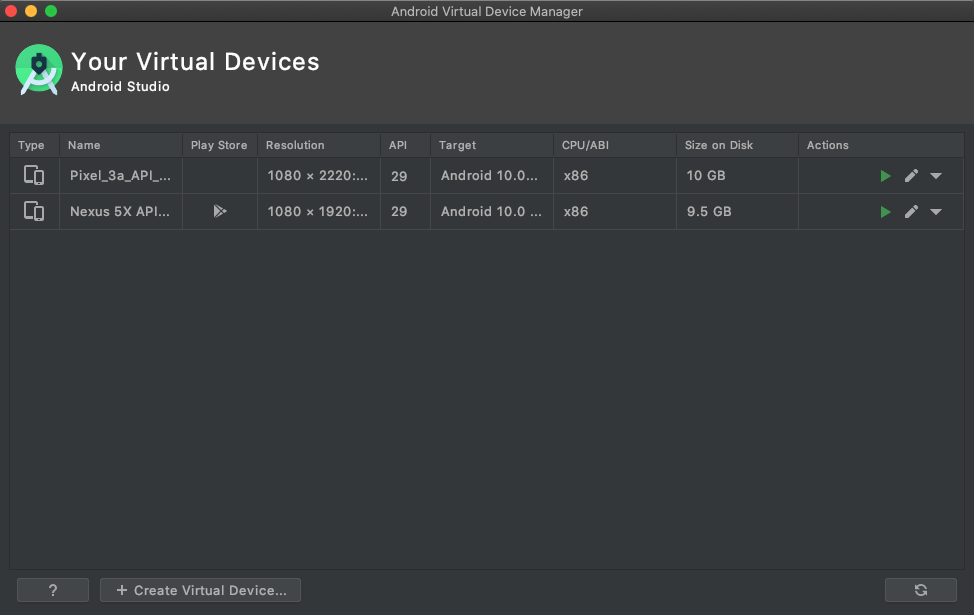 Android Virtual Device Manager
Your Virtual Devices
Android Studio
Type Name Play Store Resolution API Target CPU/ABI Size on Disk Actions
Pixel_3a_API_... 1080 × 2220:... 29 Android 10.0... x86 10 GB
Nexus 5X API... 1080 × 1920:... 29 Android 10.0 ... x86 9.5 GB
? + Create Virtual Device...